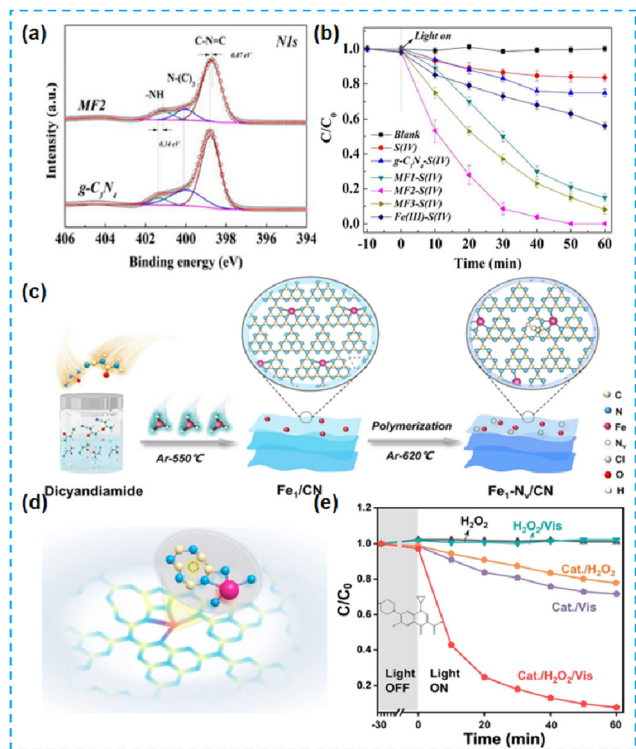 (a)
N1s
C-N=C
0.07 eV
N-(C)3
-NH
MF2
0.14 eV
g-C3N4
Intensity (a.u.)
406 404 402 400 398 396 394
Binding energy (eV)
(b)
Light on
C/C0
1.0
0.8
0.6
0.4
0.2
0.0
Blank
S(IV)
g-C3N4-S(IV)
MF1-S(IV)
MF2-S(IV)
MF3-S(IV)
Fe(III)-S(IV)
-10 0 10 20 30 40 50 60
Time (min)
(c)
Dicyandiamide
Ar-550℃
Fe1/CN
Polymerization
Ar-620℃
Fe1-Nv/CN
C
N
Fe
Nv
Cl
O
H
(d)
(e)
H2O2
H2O2/Vis
Cat./H2O2
Cat./Vis
Cat./H2O2/Vis
Light
OFF
Light
ON
C/C0
1.2
1.0
0.8
0.6
0.4
0.2
-30 0 10 20 30 40 50 60
Time (min)